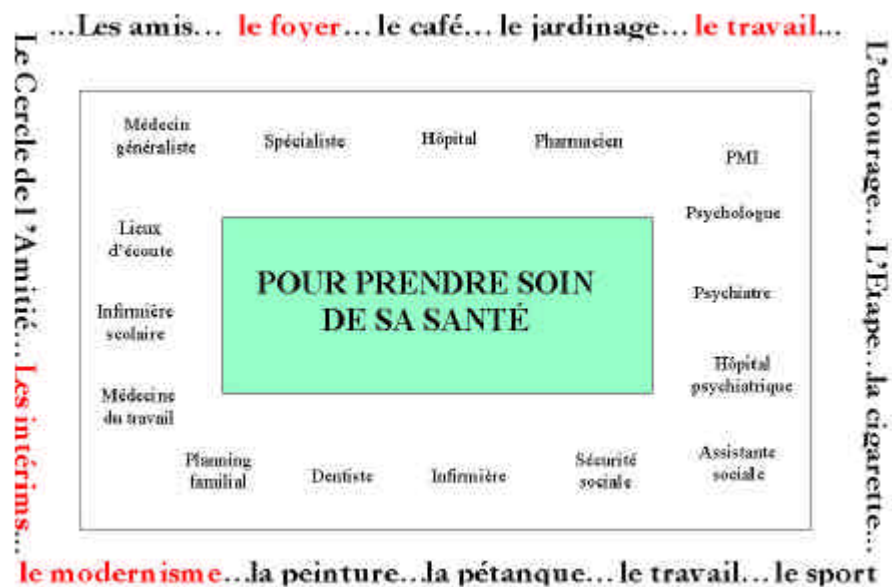 ...Les amis... le foyer... le café... le jardinage... le travail...
Le Cercle de l'Amitié... Les intérims...
L'entourage... L'Etape...la cigarette...
Médecin
généraliste
Spécialiste
Hôpital
Pharmacien
PMI
Lieux
d'écoute
Psychologue
POUR PRENDRE SOIN
DE SA SANTÉ
Infirmière
scolaire
Psychiatre
Médecine
du travail
Hôpital
psychiatrique
Planning
familial
Dentiste
Infirmière
Sécurité
sociale
Assistante
sociale
le modernisme...la peinture...la pétanque... le travail... le sport